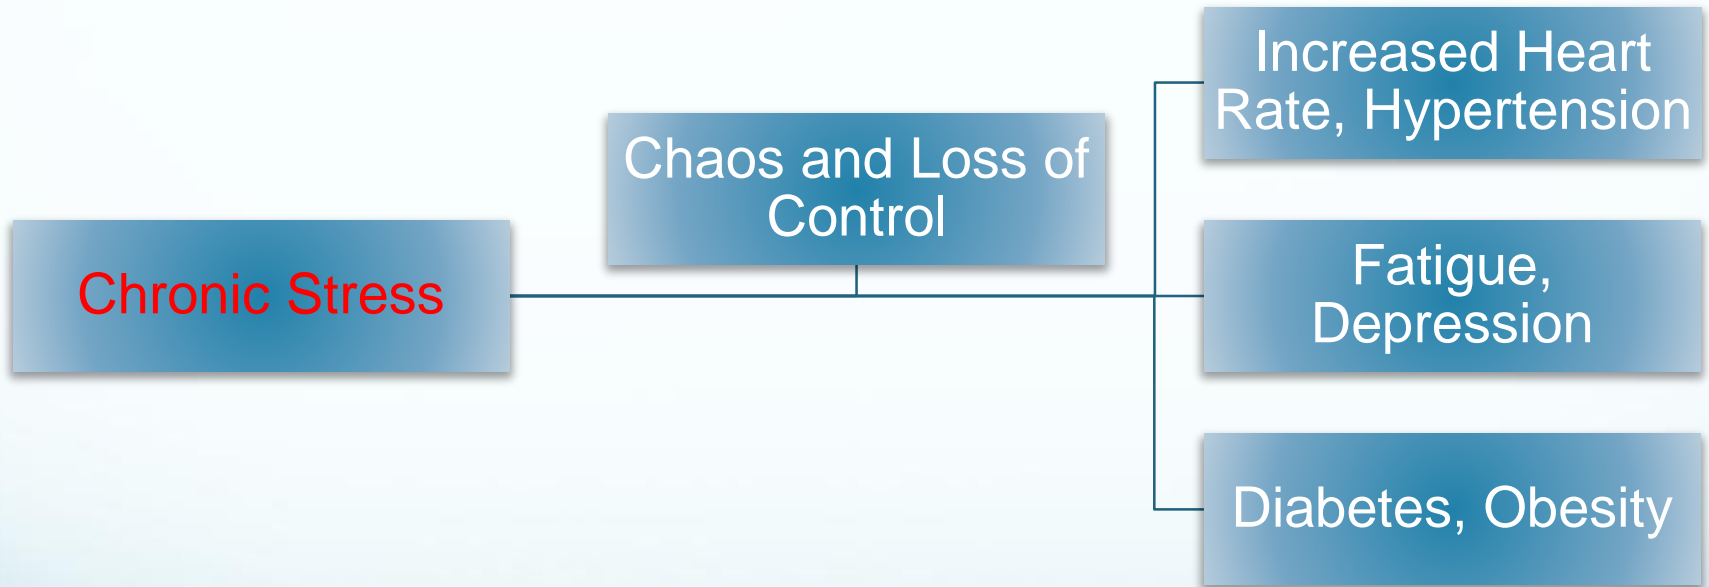 Chronic Stress
Chaos and Loss of
Control
Increased Heart
Rate, Hypertension
Fatigue,
Depression
Diabetes, Obesity